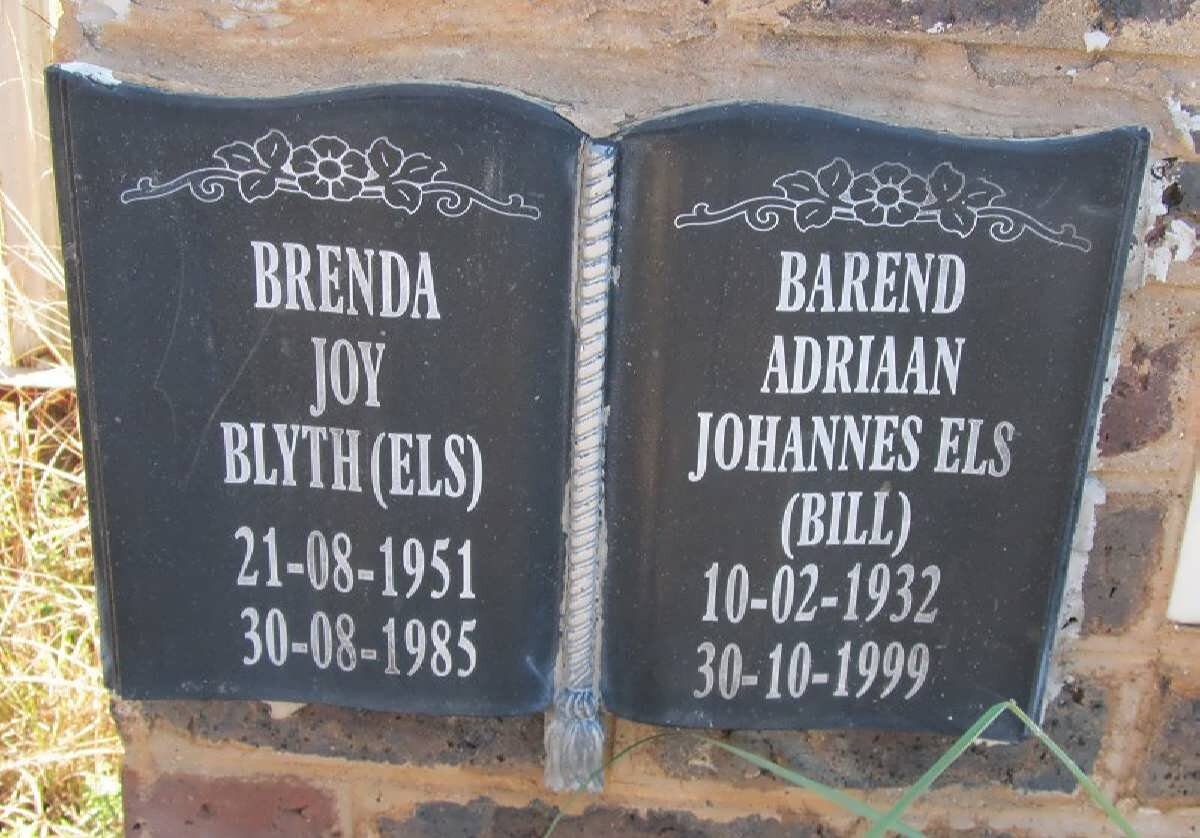 BRENDA
JOY
BLYTH (ELS)
21-08-1951
30-08-1985
BAREND
ADRIAAN
JOHANNES ELS
(BILL)
10-02-1932
30-10-1999